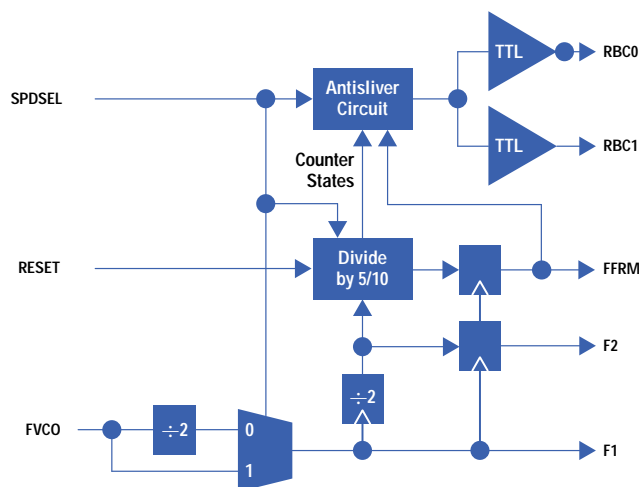 RBC0
TTL
SPDSEL
Antisliver
Circuit
TTL
RBC1
Counter
States
RESET
Divide
by 5/10
FFRM
F2
÷2
FVCO
÷2
0
1
F1